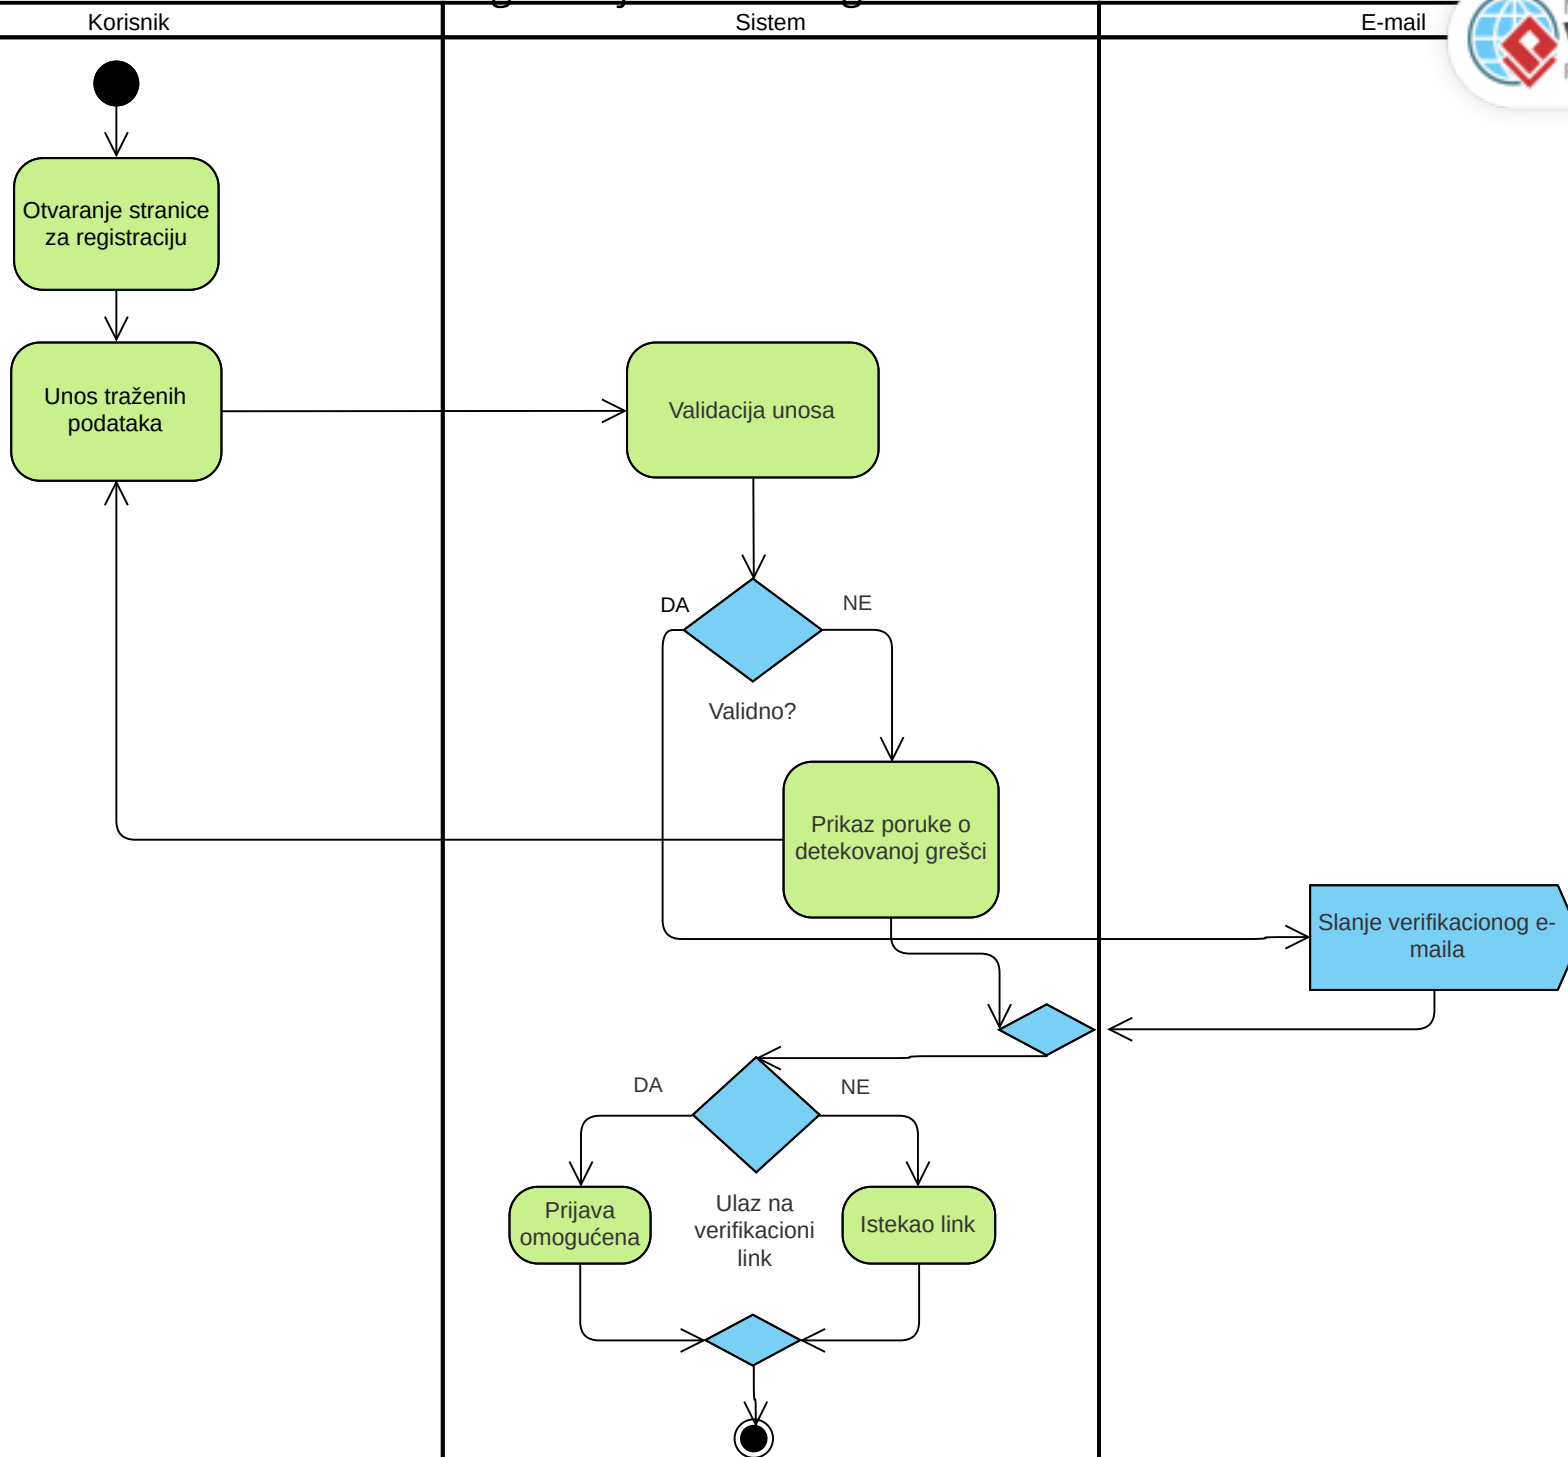 Korisnik
Sistem
E-mail
Otvaranje stranice
za registraciju
Unos traženih
podataka
Validacija unosa
DA
NE
Validno?
Prikaz poruke o
detekovanoj grešci
Slanje verifikacionog e-
maila
DA
NE
Prijava
omogućena
Ulaz na
verifikacioni
link
Istekao link